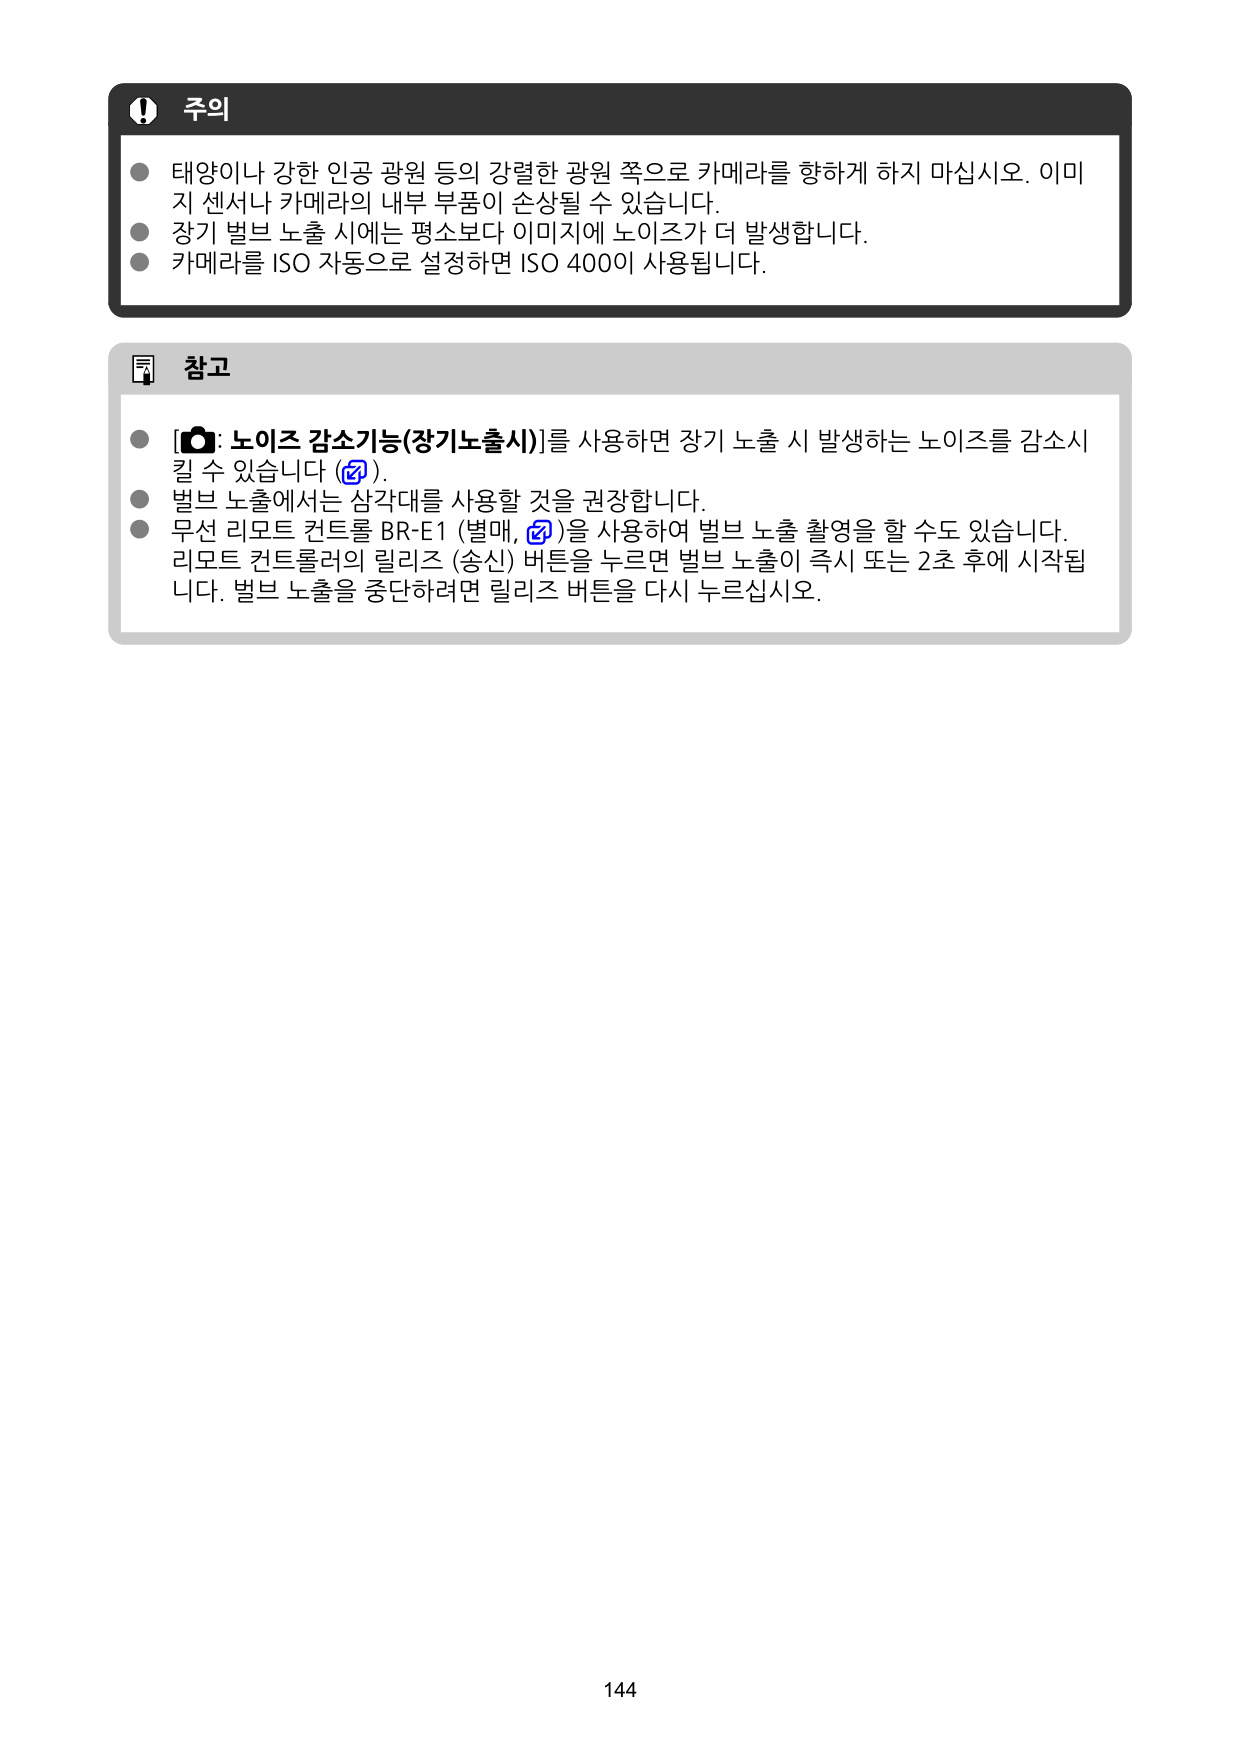 주의
● 태양이나 강한 인공 광원 등의 강렬한 광원 쪽으로 카메라를 향하게 하지 마십시오. 이미
지 센서나 카메라의 내부 부품이 손상될 수 있습니다.
● 장기 벌브 노출 시에는 평소보다 이미지에 노이즈가 더 발생합니다.
● 카메라를 ISO 자동으로 설정하면 ISO 400이 사용됩니다.
참고
● [: 노이즈 감소기능(장기노출시)]를 사용하면 장기 노출 시 발생하는 노이즈를 감소시
킬 수 있습니다 ( ).
● 벌브 노출에서는 삼각대를 사용할 것을 권장합니다.
● 무선 리모트 컨트롤 BR-E1 (별매, )을 사용하여 벌브 노출 촬영을 할 수도 있습니다.
리모트 컨트롤러의 릴리즈 (송신) 버튼을 누르면 벌브 노출이 즉시 또는 2초 후에 시작됩
니다. 벌브 노출을 중단하려면 릴리즈 버튼을 다시 누르십시오.
144